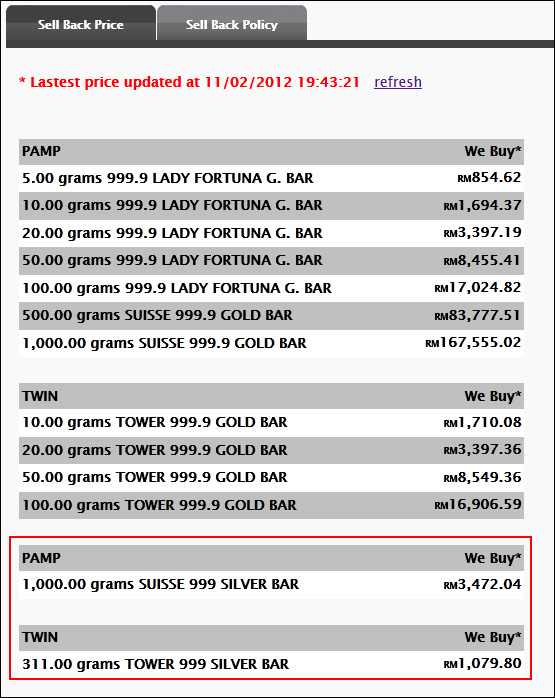 Sell Back Price Sell Back Policy
* Lastest price updated at 11/02/2012 19:43:21 refresh
PAMP We Buy*
5.00 grams 999.9 LADY FORTUNA G. BAR RM854.62
10.00 grams 999.9 LADY FORTUNA G. BAR RM1,694.37
20.00 grams 999.9 LADY FORTUNA G. BAR RM3,397.19
50.00 grams 999.9 LADY FORTUNA G. BAR RM8,455.41
100.00 grams 999.9 LADY FORTUNA G. BAR RM17,024.82
500.00 grams SUISSE 999.9 GOLD BAR RM83,777.51
1,000.00 grams SUISSE 999.9 GOLD BAR RM167,555.02
TWIN We Buy*
10.00 grams TOWER 999.9 GOLD BAR RM1,710.08
20.00 grams TOWER 999.9 GOLD BAR RM3,397.36
50.00 grams TOWER 999.9 GOLD BAR RM8,549.36
100.00 grams TOWER 999.9 GOLD BAR RM16,906.59
PAMP We Buy*
1,000.00 grams SUISSE 999 SILVER BAR RM3,472.04
TWIN We Buy*
311.00 grams TOWER 999 SILVER BAR RM1,079.80